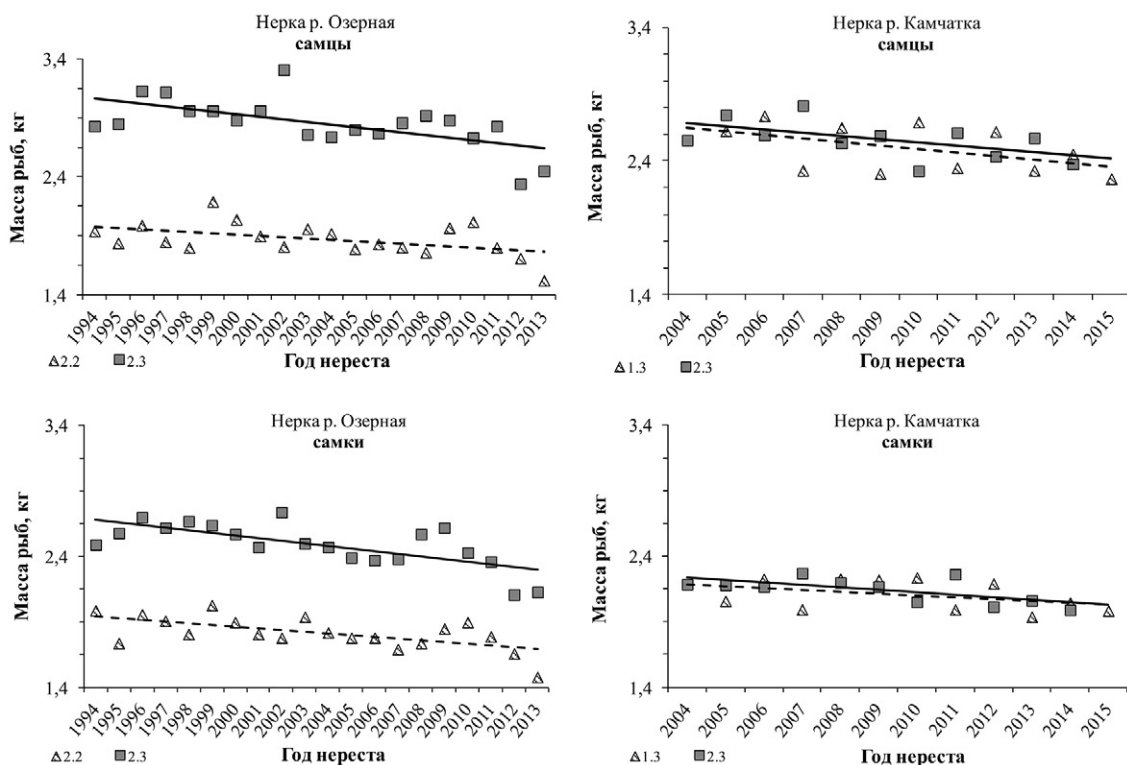 Нерка р. Озерная
самцы
Масса рыб, кг
3,4
2,4
1,4
1994 1995 1996 1997 1998 1999 2000 2001 2002 2003 2004 2005 2006 2007 2008 2009 2010 2011 2012 2013
Год нереста
2.2 2.3
Нерка р. Камчатка
самцы
Масса рыб, кг
3,4
2,4
1,4
2004 2005 2006 2007 2008 2009 2010 2011 2012 2013 2014 2015
Год нереста
1.3 2.3
Нерка р. Озерная
самки
Масса рыб, кг
3,4
2,4
1,4
1994 1995 1996 1997 1998 1999 2000 2001 2002 2003 2004 2005 2006 2007 2008 2009 2010 2011 2012 2013
Год нереста
2.2 2.3
Нерка р. Камчатка
самки
Масса рыб, кг
3,4
2,4
1,4
2004 2005 2006 2007 2008 2009 2010 2011 2012 2013 2014 2015
Год нереста
1.3 2.3